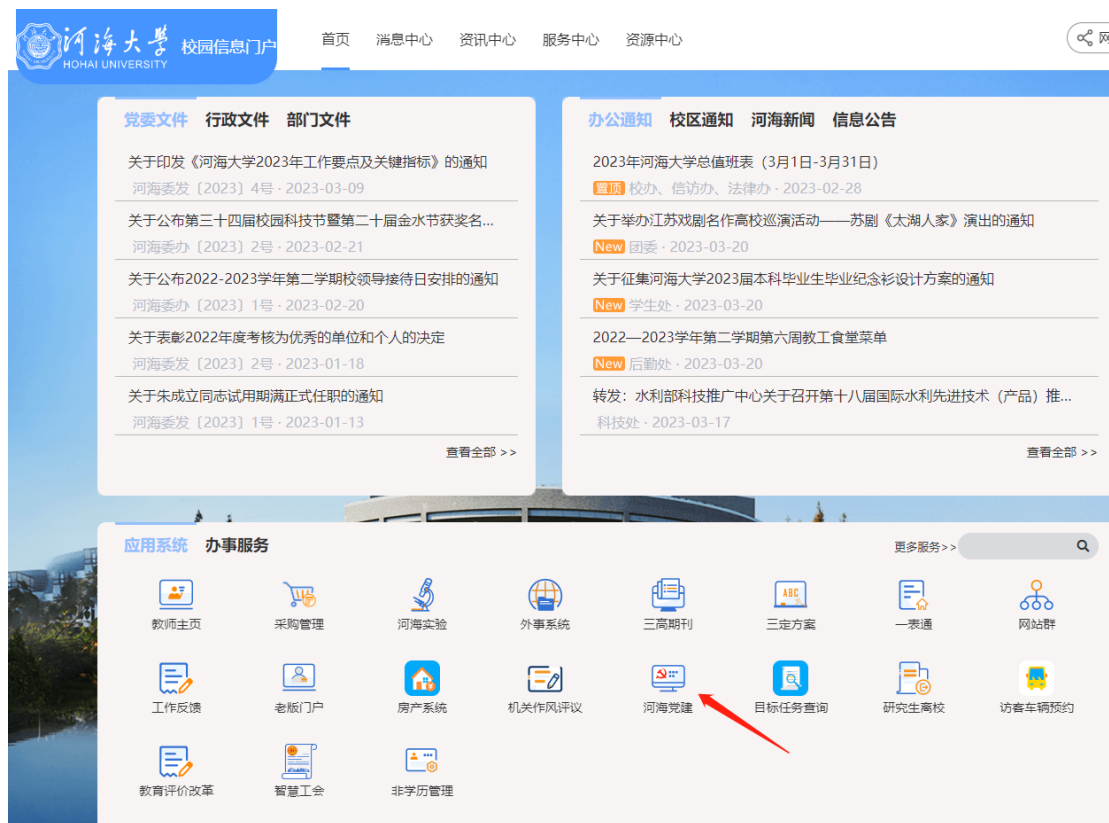 河海大学 校园信息门户
HOHAI UNIVERSITY
首页 消息中心 资讯中心 服务中心 资源中心
党委文件 行政文件 部门文件
关于印发《河海大学2023年工作要点及关键指标》的通知
河海委发〔2023〕4号 · 2023-03-09
关于公布第三十四届校园科技节暨第二十届金水节获奖名...
河海委办〔2023〕2号 · 2023-02-21
关于公布2022-2023学年第二学期校领导接待日安排的通知
河海委办〔2023〕1号 · 2023-02-20
关于表彰2022年度考核为优秀的单位和个人的决定
河海委发〔2023〕2号 · 2023-01-18
关于朱成立同志试用期满正式任职的通知
河海委发〔2023〕1号 · 2023-01-13
查看全部 >>
办公通知 校区通知 河海新闻 信息公告
2023年河海大学总值班表（3月1日-3月31日）
置顶 校办、信访办、法律办 · 2023-02-28
关于举办江苏戏剧名作高校巡演活动——苏剧《太湖人家》演出的通知
New 团委 · 2023-03-20
关于征集河海大学2023届本科毕业生毕业纪念衫设计方案的通知
New 学生处 · 2023-03-20
2022—2023学年第二学期第六周教工食堂菜单
New 后勤处 · 2023-03-20
转发：水利部科技推广中心关于召开第十八届国际水利先进技术（产品）推...
科技处 · 2023-03-17
查看全部 >>
应用系统 办事服务
更多服务>>
教师主页 采购管理 河海实验 外事系统 三高期刊 三定方案 一表通 网站群
工作反馈 老版门户 房产系统 机关作风评议 河海党建 目标任务查询 研究生离校 访客车辆预约
教育评价改革 智慧工会 非学历管理
ABC